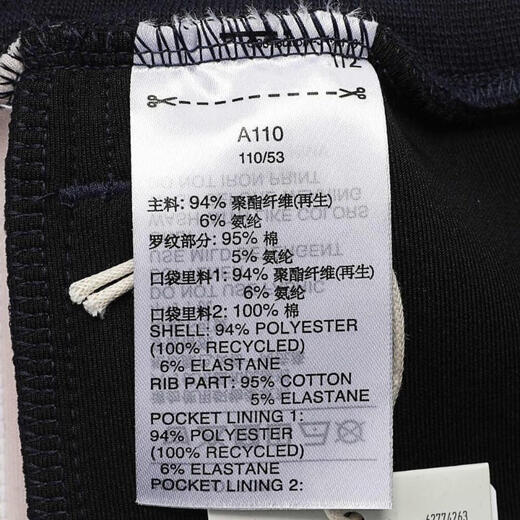 12
A110
110/53
主料: 94% 聚酯纤维(再生)
6% 氨纶
罗纹部分: 95% 棉
5% 氨纶
口袋里料1: 94% 聚酯纤维(再生)
6% 氨纶
口袋里料2: 100% 棉
SHELL: 94% POLYESTER
(100% RECYCLED)
6% ELASTANE
RIB PART: 95% COTTON
5% ELASTANE
POCKET LINING 1:
94% POLYESTER
(100% RECYCLED)
6% ELASTANE
POCKET LINING 2:
62774263